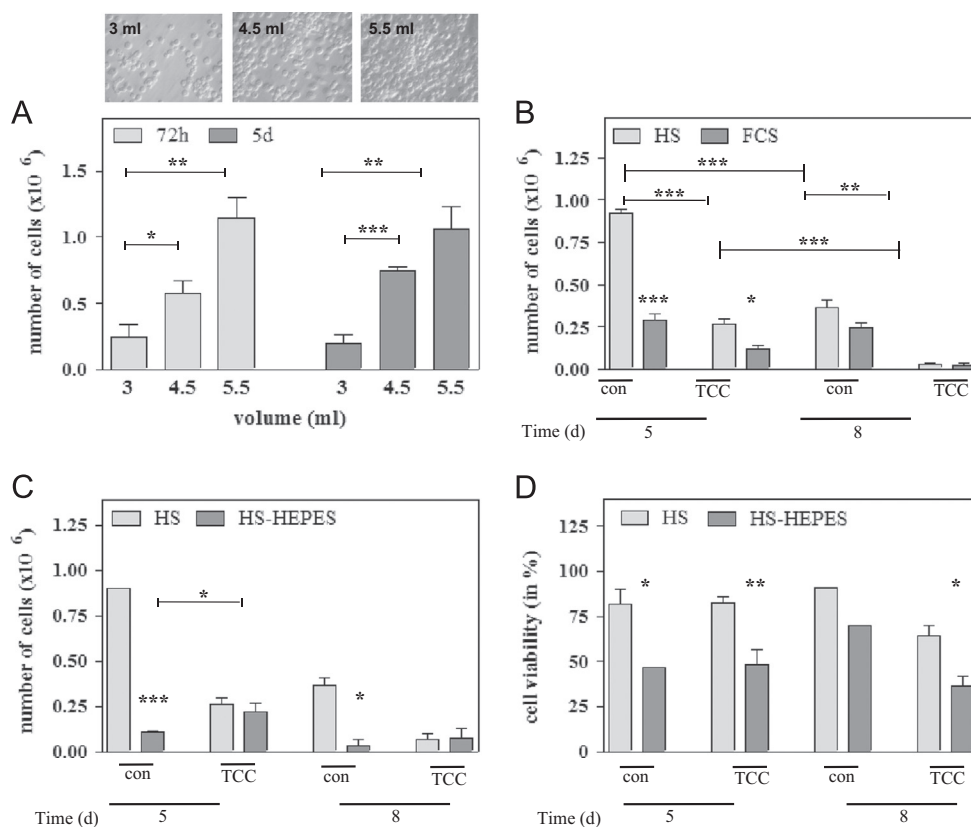 3 ml 4.5 ml 5.5 ml
A
72h 5d
** **
* ***
number of cells (x10 6)
1.5
1.0
0.5
0.0
3 4.5 5.5 3 4.5 5.5
volume (ml)
B
HS FCS
***
*** **
***
*** *
number of cells (x10 6)
1.25
1.00
0.75
0.50
0.25
0.00
con TCC con TCC
Time (d) 5 8
C
HS HS-HEPES
*
*** *
number of cells (x10 6)
1.25
1.00
0.75
0.50
0.25
0.00
con TCC con TCC
Time (d) 5 8
D
HS HS-HEPES
* ** *
cell viability (in %)
125
100
75
50
25
0
con TCC con TCC
Time (d) 5 8